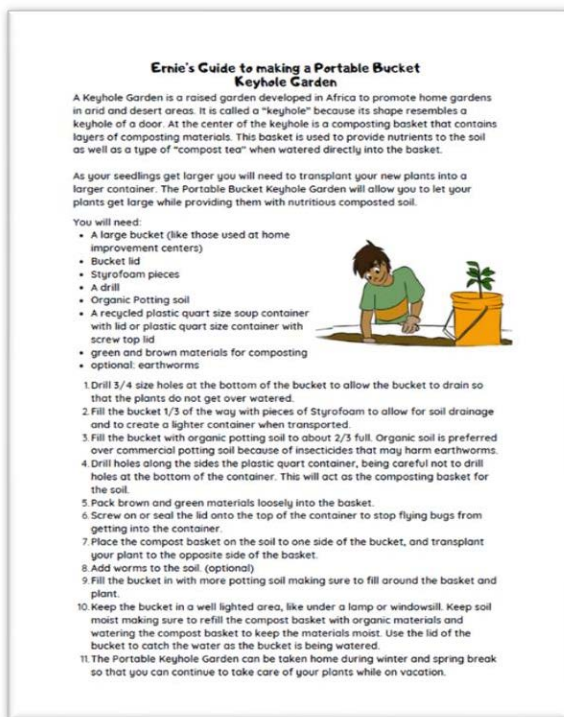 Ernie's Guide to making a Portable Bucket
Keyhole Garden
A Keyhole Garden is a raised garden developed in Africa to promote home gardens
in arid and desert areas. It is called a "keyhole" because its shape resembles a
keyhole of a door. At the center of the keyhole is a composting basket that contains
layers of composting materials. This basket is used to provide nutrients to the soil
as well as a type of "compost tea" when watered directly into the basket.
As your seedlings get larger you will need to transplant your new plants into a
larger container. The Portable Bucket Keyhole Garden will allow you to let your
plants get large while providing them with nutritious composted soil.
You will need:
• A large bucket (like those used at home
improvement centers)
• Bucket lid
• Styrofoam pieces
• A drill
• Organic Potting soil
• A recycled plastic quart size soup container
with lid or plastic quart size container with
screw top lid
• green and brown materials for composting
• optional: earthworms
1. Drill 3/4 size holes at the bottom of the bucket to allow the bucket to drain so
that the plants do not get over watered.
2. Fill the bucket 1/3 of the way with pieces of Styrofoam to allow for soil drainage
and to create a lighter container when transported.
3. Fill the bucket with organic potting soil to about 2/3 full. Organic soil is preferred
over commercial potting soil because of insecticides that may harm earthworms.
4. Drill holes along the sides the plastic quart container, being careful not to drill
holes at the bottom of the container. This will act as the composting basket for
the soil.
5. Pack brown and green materials loosely into the basket.
6. Screw on or seal the lid onto the top of the container to stop flying bugs from
getting into the container.
7. Place the compost basket on the soil to one side of the bucket, and transplant
your plant to the opposite side of the basket.
8. Add worms to the soil. (optional)
9. Fill the bucket in with more potting soil making sure to fill around the basket and
plant.
10. Keep the bucket in a well lighted area, like under a lamp or windowsill. Keep soil
moist making sure to refill the compost basket with organic materials and
watering the compost basket to keep the materials moist. Use the lid of the
bucket to catch the water as the bucket is being watered.
11. The Portable Keyhole Garden can be taken home during winter and spring break
so that you can continue to take care of your plants while on vacation.